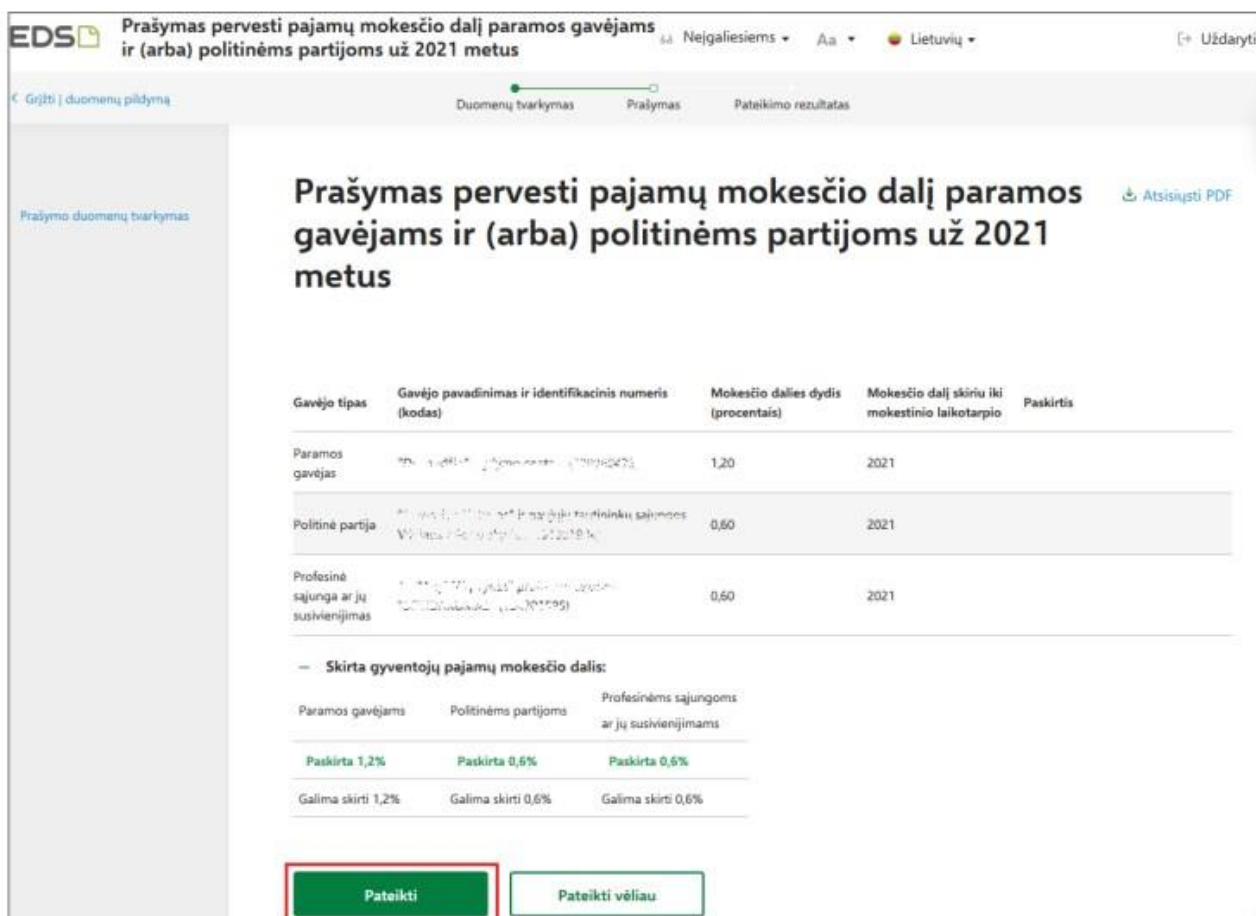 EDS
Prašymas pervesti pajamų mokesčio dalį paramos gavėjams
ir (arba) politinėms partijoms už 2021 metus
Neįgaliesiems
Aa
Lietuvių
Uždaryti
< Grįžti į duomenų pildymą
Duomenų tvarkymas
Prašymas
Pateikimo rezultatas
Prašymo duomenų tvarkymas
Prašymas pervesti pajamų mokesčio dalį paramos
gavėjams ir (arba) politinėms partijoms už 2021
metus
Atsisiųsti PDF
Gavėjo tipas
Gavėjo pavadinimas ir identifikacinis numeris
(kodas)
Mokesčio dalies dydis
(procentais)
Mokesčio dalį skiriu iki
mokestinio laikotarpio
Paskirtis
Paramos
gavėjas
1,20
2021
Politinė partija
sąjungos
0,60
2021
Profesinė
sąjunga ar jų
susivienijimas
0,60
2021
– Skirta gyventojų pajamų mokesčio dalis:
Paramos gavėjams
Politinėms partijoms
Profesinėms sąjungoms
ar jų susivienijimams
Paskirta 1,2%
Paskirta 0,6%
Paskirta 0,6%
Galima skirti 1,2%
Galima skirti 0,6%
Galima skirti 0,6%
Pateikti
Pateikti vėliau